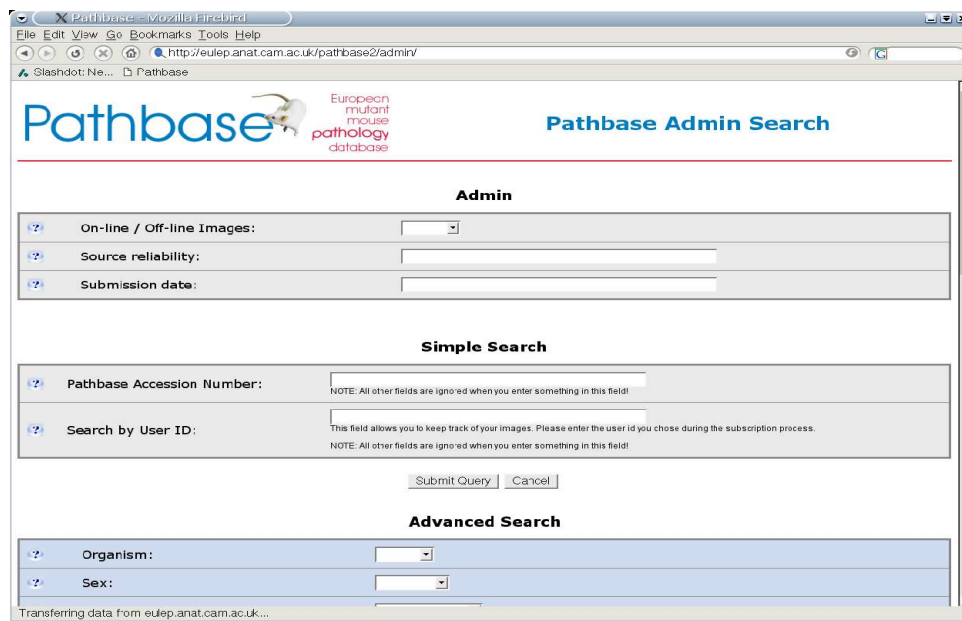 Pathbase - Mozilla Firebird
File Edit View Go Bookmarks Tools Help
http://eulep.anat.cam.ac.uk/pathbase2/admin/
G
Slashdot: Ne... Pathbase
Pathbase
European
mutant
mouse
pathology
database
Pathbase Admin Search
Admin
? On-line / Off-line Images:
? Source reliability:
? Submission date:
Simple Search
? Pathbase Accession Number:
NOTE: All other fields are ignored when you enter something in this field!
? Search by User ID:
This field allows you to keep track of your images. Please enter the user id you chose during the subscription process.
NOTE: All other fields are ignored when you enter something in this field!
Submit Query Cancel
Advanced Search
? Organism:
? Sex:
Transferring data from eulep.anat.cam.ac.uk...